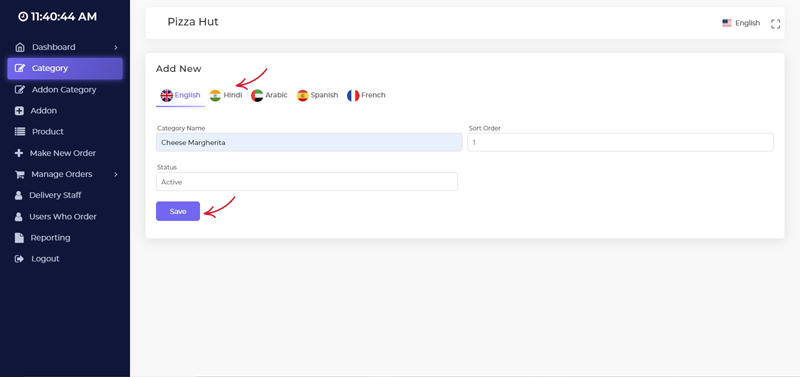 11:40:44 AM
Dashboard
Category
Addon Category
Addon
Product
Make New Order
Manage Orders
Delivery Staff
Users Who Order
Reporting
Logout
Pizza Hut
English
Add New
English Hindi Arabic Spanish French
Category Name Sort Order
Cheese Margherita 1
Status
Active
Save